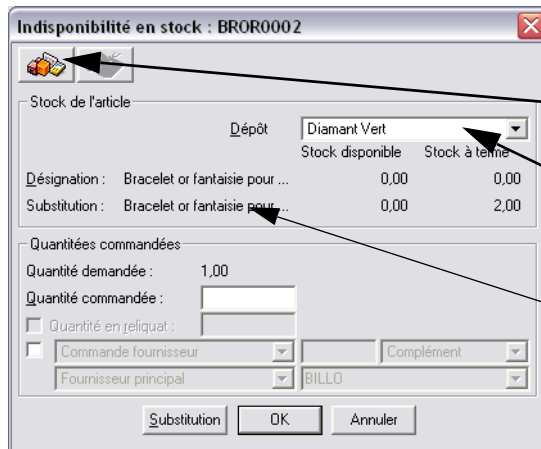 Indisponibilité en stock : BROR0002
Stock de l'article
Dépôt Diamant Vert
Stock disponible Stock à terme
Désignation : Bracelet or fantaisie pour ... 0,00 0,00
Substitution : Bracelet or fantaisie pour ... 0,00 2,00
Quantitées commandées
Quantité demandée : 1,00
Quantité commandée :
Quantité en reliquat :
Commande fournisseur Complément
Fournisseur principal BILLO
Substitution OK Annuler